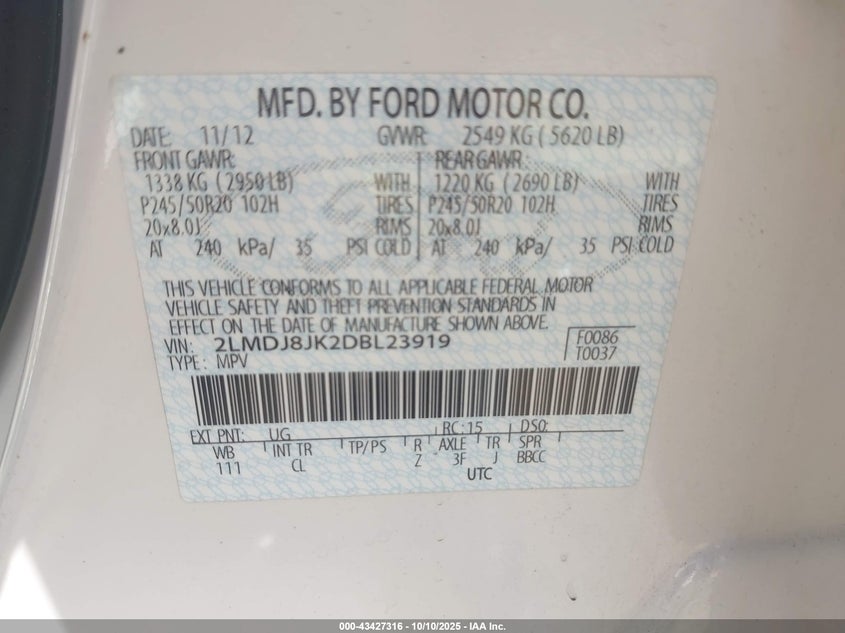 MFD. BY FORD MOTOR CO.
DATE: 11/12 GVWR: 2549 KG ( 5620 LB)
FRONT GAWR: REAR GAWR:
1338 KG ( 2950 LB) WITH 1220 KG ( 2690 LB) WITH
P245/50R20 102H TIRES P245/50R20 102H TIRES
20x8.0J RIMS 20x8.0J RIMS
AT 240 kPa/ 35 PSI COLD AT 240 kPa/ 35 PSI COLD
THIS VEHICLE CONFORMS TO ALL APPLICABLE FEDERAL MOTOR
VEHICLE SAFETY AND THEFT PREVENTION STANDARDS IN
EFFECT ON THE DATE OF MANUFACTURE SHOWN ABOVE.
VIN: 2LMDJ8JK2DBL23919 F0086
TYPE: MPV T0037
EXT PNT: UG RC: 15 DSO:
WB INT TR TP/PS R AXLE TR SPR
111 CL Z 3F J BBCC
UTC
000-43427316 - 10/10/2025 - IAA Inc.